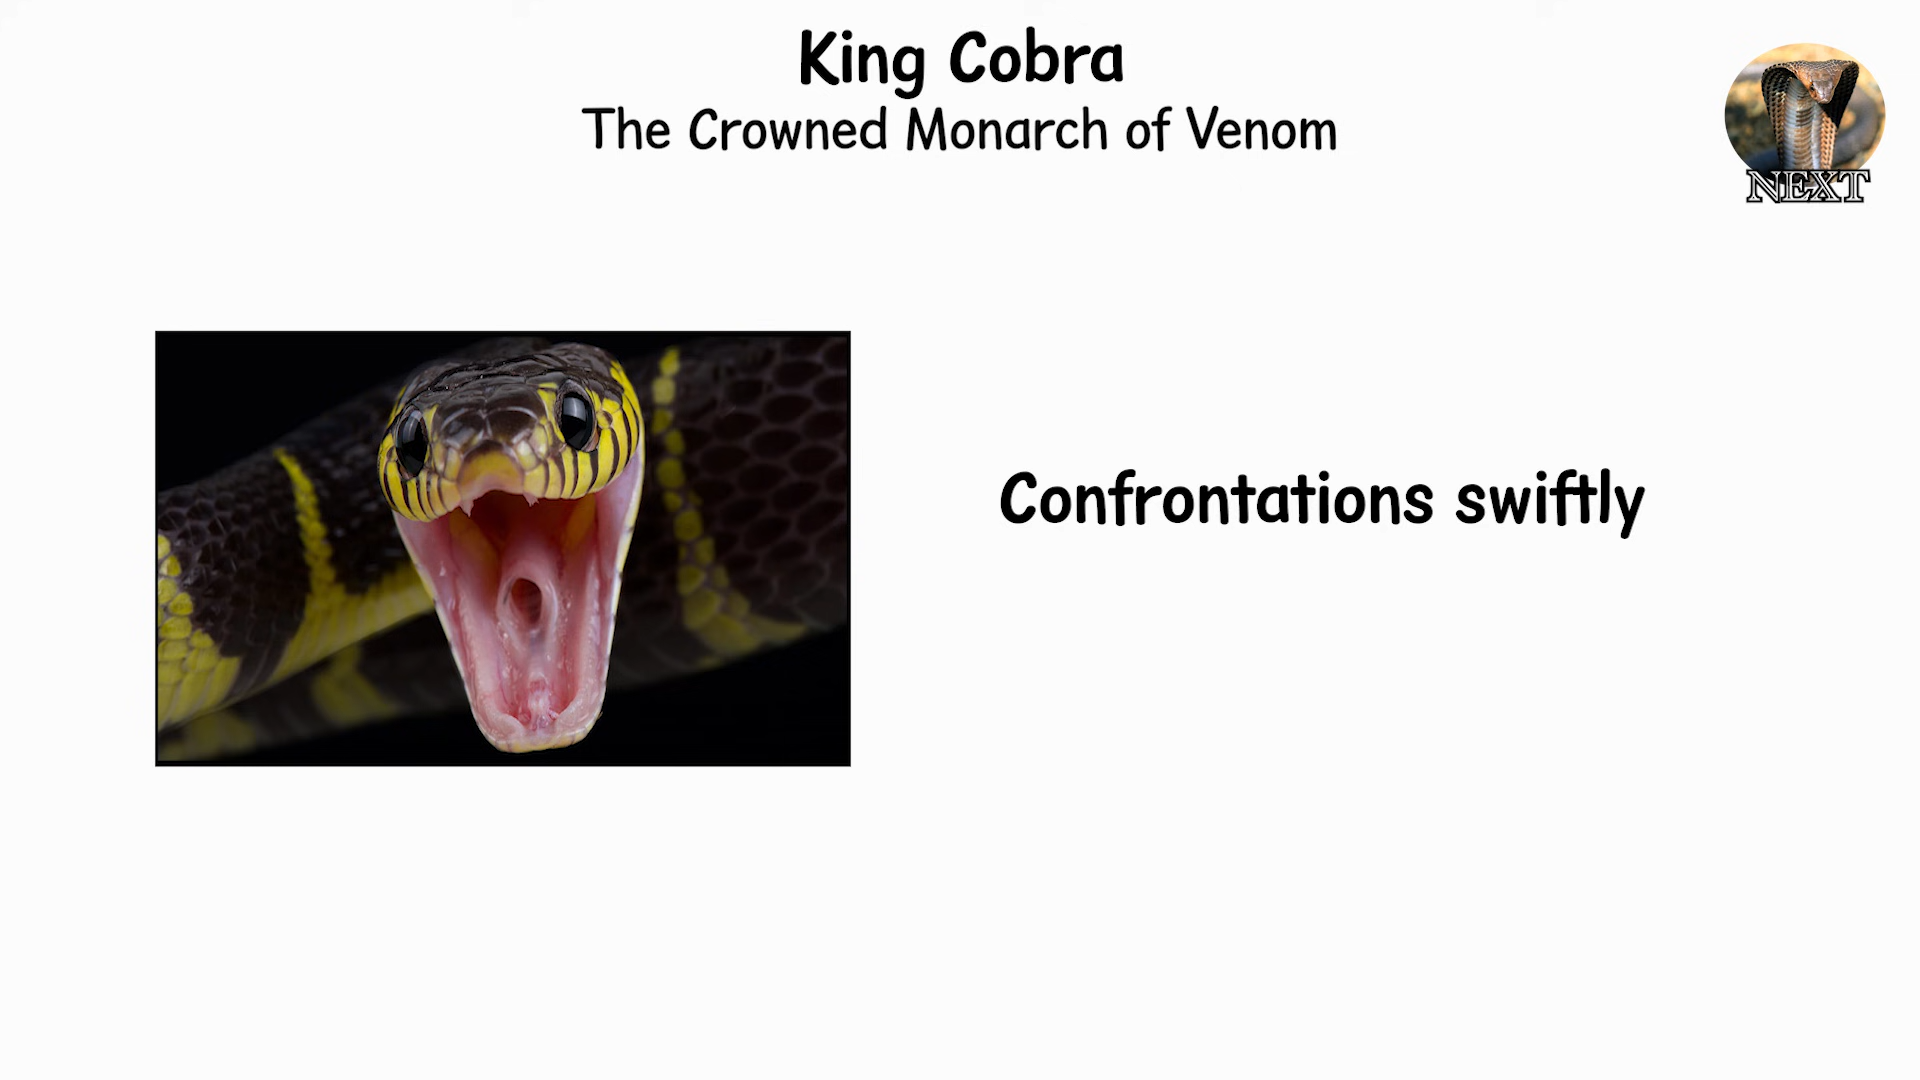 King Cobra
The Crowned Monarch of Venom
NEXT
Confrontations swiftly